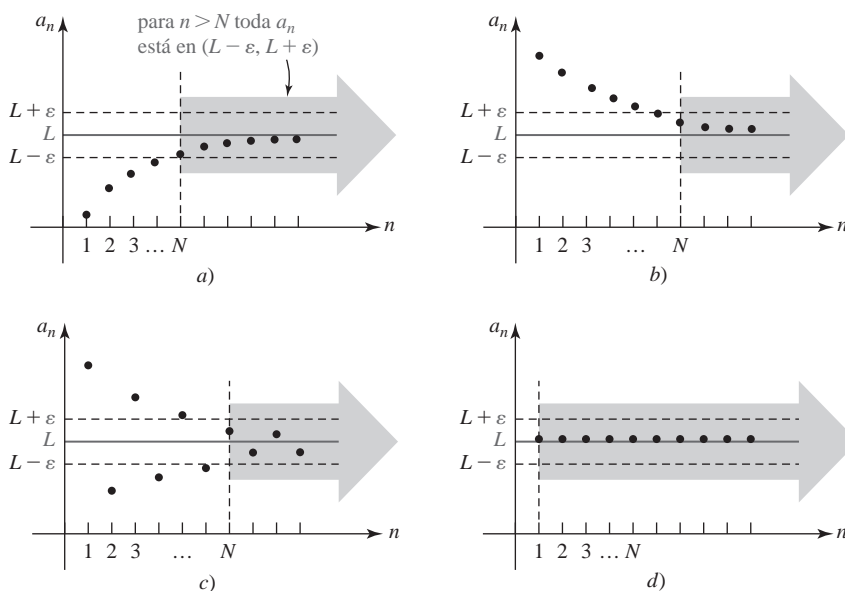 aₙ
para n > N toda aₙ
está en (L − ε, L + ε)
L + ε
L
L − ε
n
1 2 3 … N
a)
aₙ
L + ε
L
L − ε
n
1 2 3 … N
b)
aₙ
L + ε
L
L − ε
n
1 2 3 … N
c)
aₙ
L + ε
L
L − ε
n
1 2 3 … N
d)